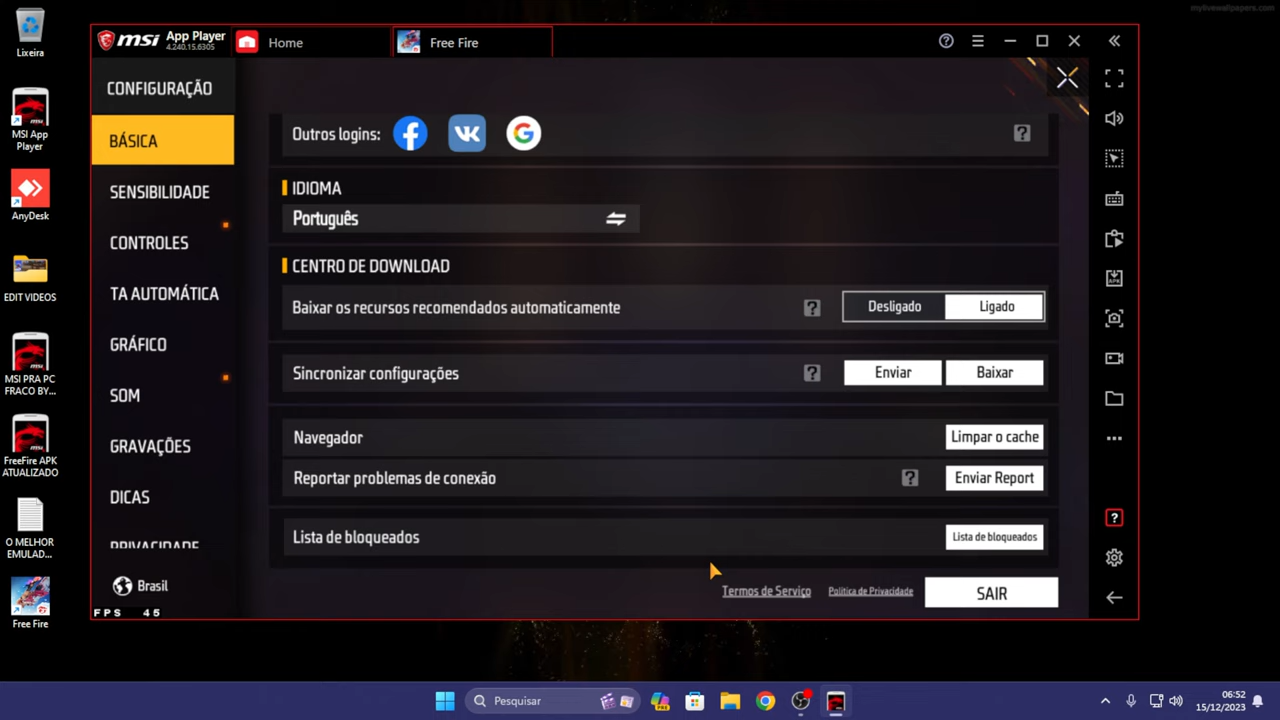 mylivewallpapers.com
Lixeira
MSI App
Player
AnyDesk
EDIT VIDEOS
MSI PRA PC
FRACO BY...
FreeFire APK
ATUALIZADO
O MELHOR
EMULAD...
Free Fire
msi App Player
4.240.15.6305
Home
Free Fire
CONFIGURAÇÃO
BÁSICA
SENSIBILIDADE
CONTROLES
TA AUTOMÁTICA
GRÁFICO
SOM
GRAVAÇÕES
DICAS
PRIVACIDADE
Brasil
FPS 45
Outros logins:
IDIOMA
Português
CENTRO DE DOWNLOAD
Baixar os recursos recomendados automaticamente ? Desligado Ligado
Sincronizar configurações ? Enviar Baixar
Navegador Limpar o cache
Reportar problemas de conexão ? Enviar Report
Lista de bloqueados Lista de bloqueados
Termos de Serviço Política de Privacidade SAIR
Pesquisar
06:52
15/12/2023